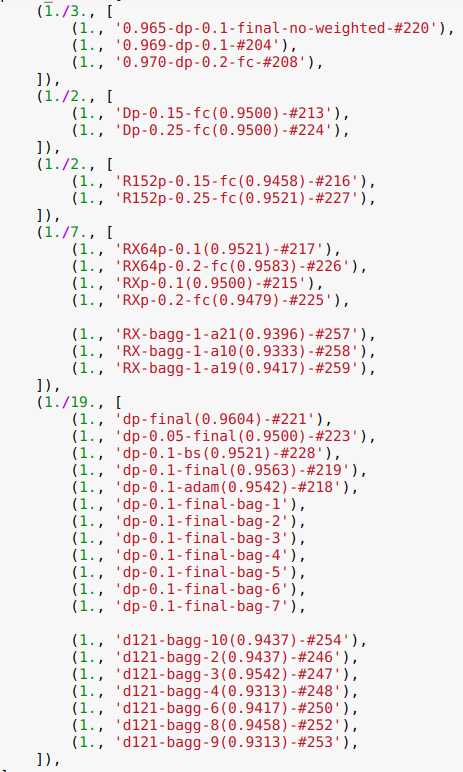 (1./3., [
(1., '0.965-dp-0.1-final-no-weighted-#220'),
(1., '0.969-dp-0.1-#204'),
(1., '0.970-dp-0.2-fc-#208'),
]),
(1./2., [
(1., 'Dp-0.15-fc(0.9500)-#213'),
(1., 'Dp-0.25-fc(0.9500)-#224'),
]),
(1./2., [
(1., 'R152p-0.15-fc(0.9458)-#216'),
(1., 'R152p-0.25-fc(0.9521)-#227'),
]),
(1./7., [
(1., 'RX64p-0.1(0.9521)-#217'),
(1., 'RX64p-0.2-fc(0.9583)-#226'),
(1., 'RXp-0.1(0.9500)-#215'),
(1., 'RXp-0.2-fc(0.9479)-#225'),
(1., 'RX-bagg-1-a21(0.9396)-#257'),
(1., 'RX-bagg-1-a10(0.9333)-#258'),
(1., 'RX-bagg-1-a19(0.9417)-#259'),
]),
(1./19., [
(1., 'dp-final(0.9604)-#221'),
(1., 'dp-0.05-final(0.9500)-#223'),
(1., 'dp-0.1-bs(0.9521)-#228'),
(1., 'dp-0.1-final(0.9563)-#219'),
(1., 'dp-0.1-adam(0.9542)-#218'),
(1., 'dp-0.1-final-bag-1'),
(1., 'dp-0.1-final-bag-2'),
(1., 'dp-0.1-final-bag-3'),
(1., 'dp-0.1-final-bag-4'),
(1., 'dp-0.1-final-bag-5'),
(1., 'dp-0.1-final-bag-6'),
(1., 'dp-0.1-final-bag-7'),
(1., 'd121-bagg-10(0.9437)-#254'),
(1., 'd121-bagg-2(0.9437)-#246'),
(1., 'd121-bagg-3(0.9542)-#247'),
(1., 'd121-bagg-4(0.9313)-#248'),
(1., 'd121-bagg-6(0.9417)-#250'),
(1., 'd121-bagg-8(0.9458)-#252'),
(1., 'd121-bagg-9(0.9313)-#253'),
]),